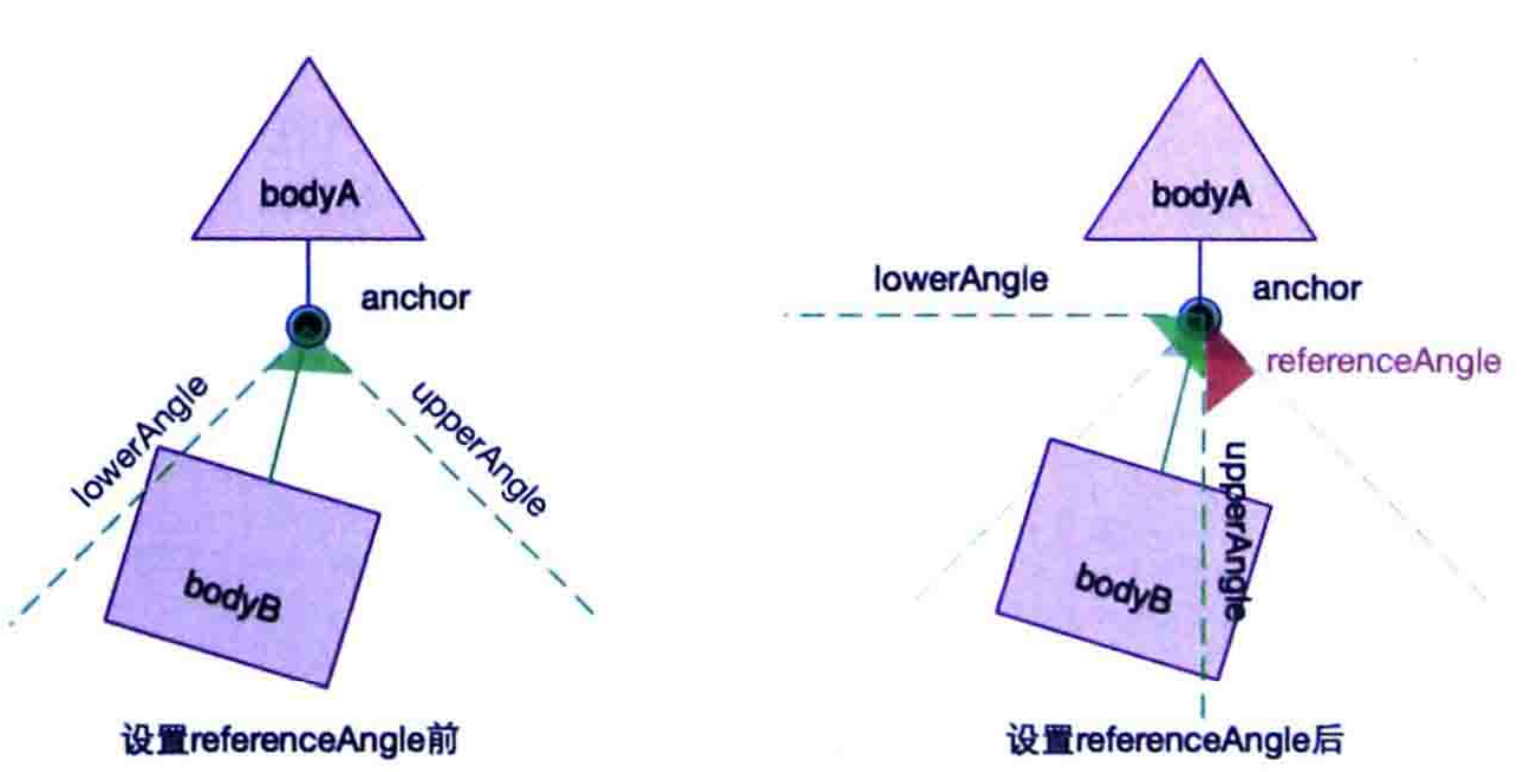 bodyA
anchor
lowerAngle
upperAngle
bodyB
设置referenceAngle前
bodyA
lowerAngle
anchor
referenceAngle
upperAngle
bodyB
设置referenceAngle后